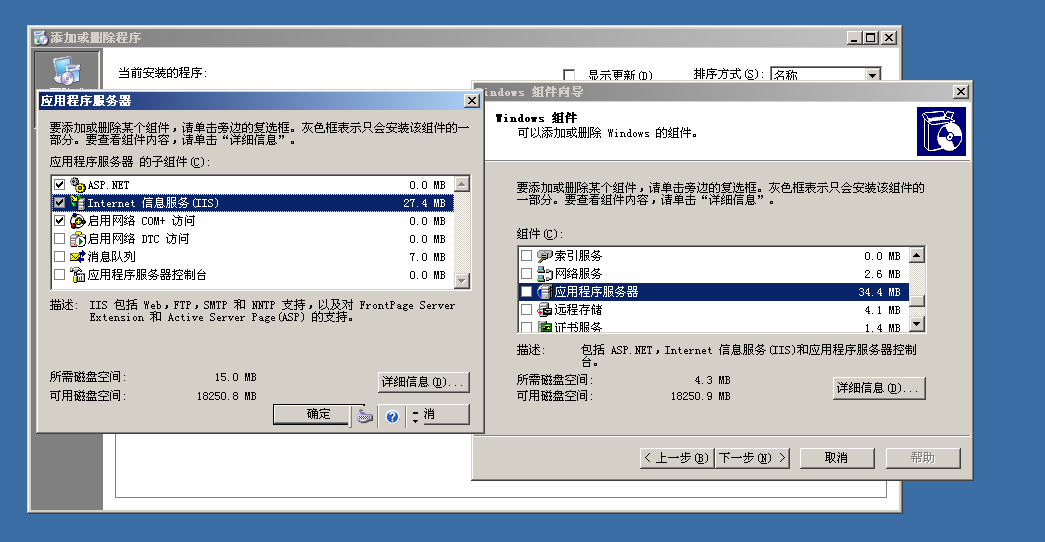 添加或删除程序
当前安装的程序:
显示更新(D)
排序方式(S):
名称
应用程序服务器
要添加或删除某个组件，请单击旁边的复选框。灰色框表示只会安装该组件的一
部分。要查看组件内容，请单击“详细信息”。
应用程序服务器 的子组件(C):
ASP.NET 0.0 MB
Internet 信息服务(IIS) 27.4 MB
启用网络 COM+ 访问 0.0 MB
启用网络 DTC 访问 0.0 MB
消息队列 7.0 MB
应用程序服务器控制台 0.0 MB
描述: IIS 包括 Web，FTP，SMTP 和 NNTP 支持，以及对 FrontPage Server
Extension 和 Active Server Page(ASP) 的支持。
所需磁盘空间: 15.0 MB
可用磁盘空间: 18250.8 MB
详细信息(D)...
确定
消
indows 组件向导
Windows 组件
可以添加或删除 Windows 的组件。
要添加或删除某个组件，请单击旁边的复选框。灰色框表示只会安装该组件的
一部分。要查看组件内容，请单击“详细信息”。
组件(C):
索引服务 0.0 MB
网络服务 2.6 MB
应用程序服务器 34.4 MB
远程存储 4.1 MB
证书服务 1.4 MB
描述: 包括 ASP.NET，Internet 信息服务(IIS)和应用程序服务器控制
台。
所需磁盘空间: 4.3 MB
可用磁盘空间: 18250.9 MB
详细信息(D)...
< 上一步(B)
下一步(N) >
取消
帮助